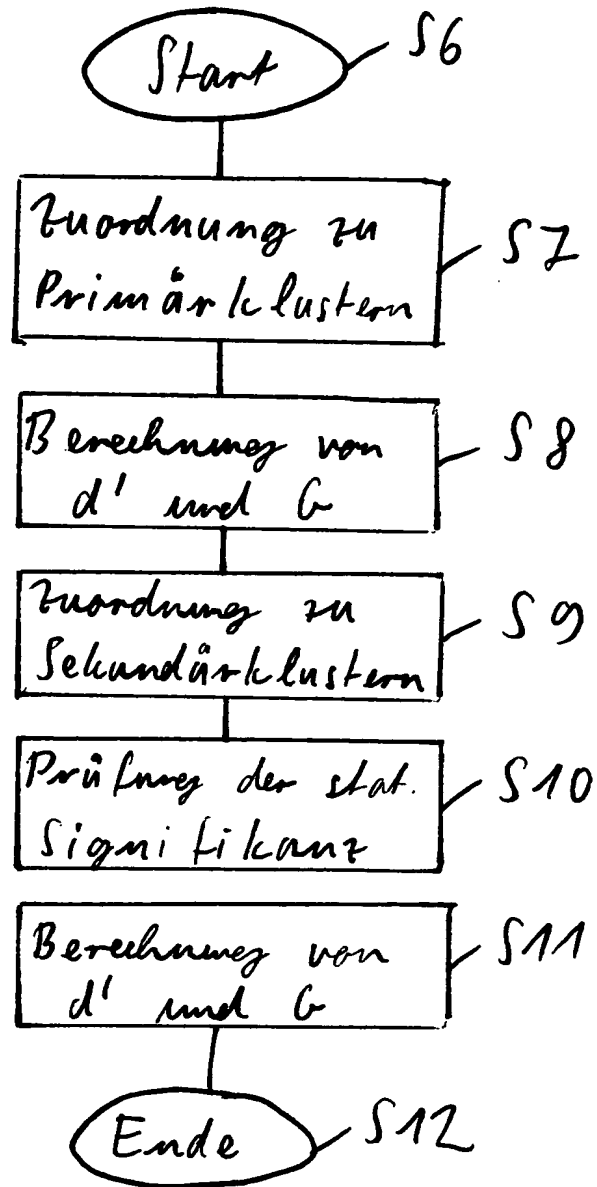 Start S6
Zuordnung zu
Primärklustern S7
Berechnung von S8
d' und G
Zuordnung zu S9
Sekundärklustern
Prüfung der stat. S10
Signifikanz
Berechnung von S11
d' und G
Ende S12